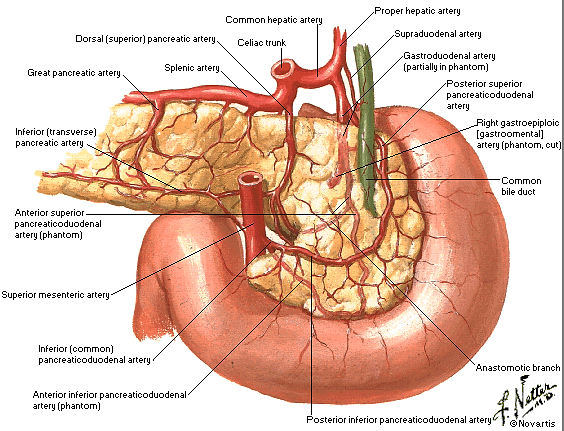 Proper hepatic artery
Common hepatic artery
Supraduodenal artery
Dorsal (superior) pancreatic artery
Celiac trunk
Gastroduodenal artery
(partially in phantom)
Great pancreatic artery
Splenic artery
Posterior superior
pancreaticoduodenal
artery
Inferior (transverse)
pancreatic artery
Right gastroepiploic
[gastroomental]
artery (phantom, cut)
Common
bile duct
Anterior superior
pancreaticoduodenal
artery (phantom)
Superior mesenteric artery
Inferior (common)
pancreaticoduodenal artery
Anastomotic branch
Anterior inferior pancreaticoduodenal
artery (phantom)
Posterior inferior pancreaticoduodenal artery
F. Netter
M.D.
©Novartis